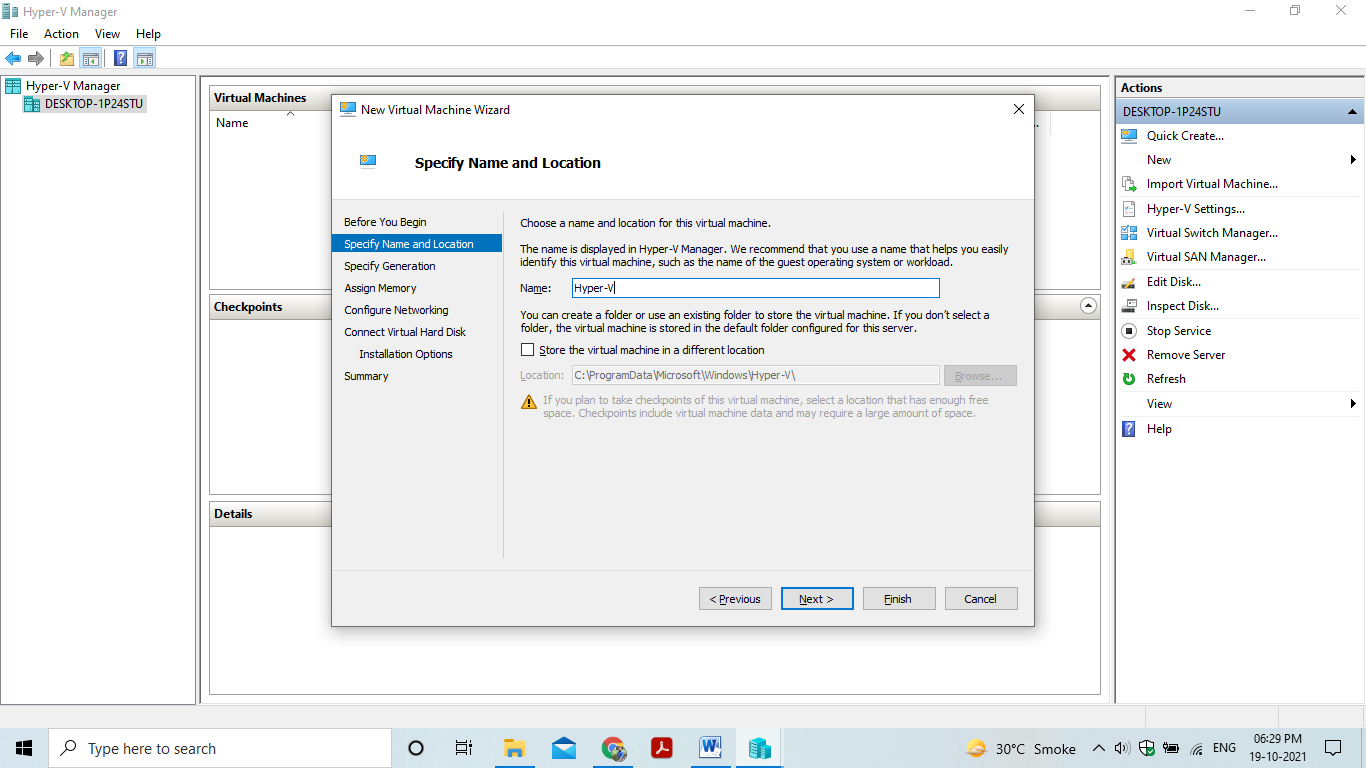 Hyper-V Manager
File Action View Help
Hyper-V Manager
DESKTOP-1P24STU
Virtual Machines
Name
..
Checkpoints
Details
New Virtual Machine Wizard
Specify Name and Location
Before You Begin
Specify Name and Location
Specify Generation
Assign Memory
Configure Networking
Connect Virtual Hard Disk
Installation Options
Summary
Choose a name and location for this virtual machine.
The name is displayed in Hyper-V Manager. We recommend that you use a name that helps you easily
identify this virtual machine, such as the name of the guest operating system or workload.
Name: Hyper-V
You can create a folder or use an existing folder to store the virtual machine. If you don't select a
folder, the virtual machine is stored in the default folder configured for this server.
Store the virtual machine in a different location
Location: C:\ProgramData\Microsoft\Windows\Hyper-V\ Browse...
If you plan to take checkpoints of this virtual machine, select a location that has enough free
space. Checkpoints include virtual machine data and may require a large amount of space.
< Previous Next > Finish Cancel
Actions
DESKTOP-1P24STU
Quick Create...
New
Import Virtual Machine...
Hyper-V Settings...
Virtual Switch Manager...
Virtual SAN Manager...
Edit Disk...
Inspect Disk...
Stop Service
Remove Server
Refresh
View
Help
Type here to search
30°C Smoke
ENG
06:29 PM
19-10-2021